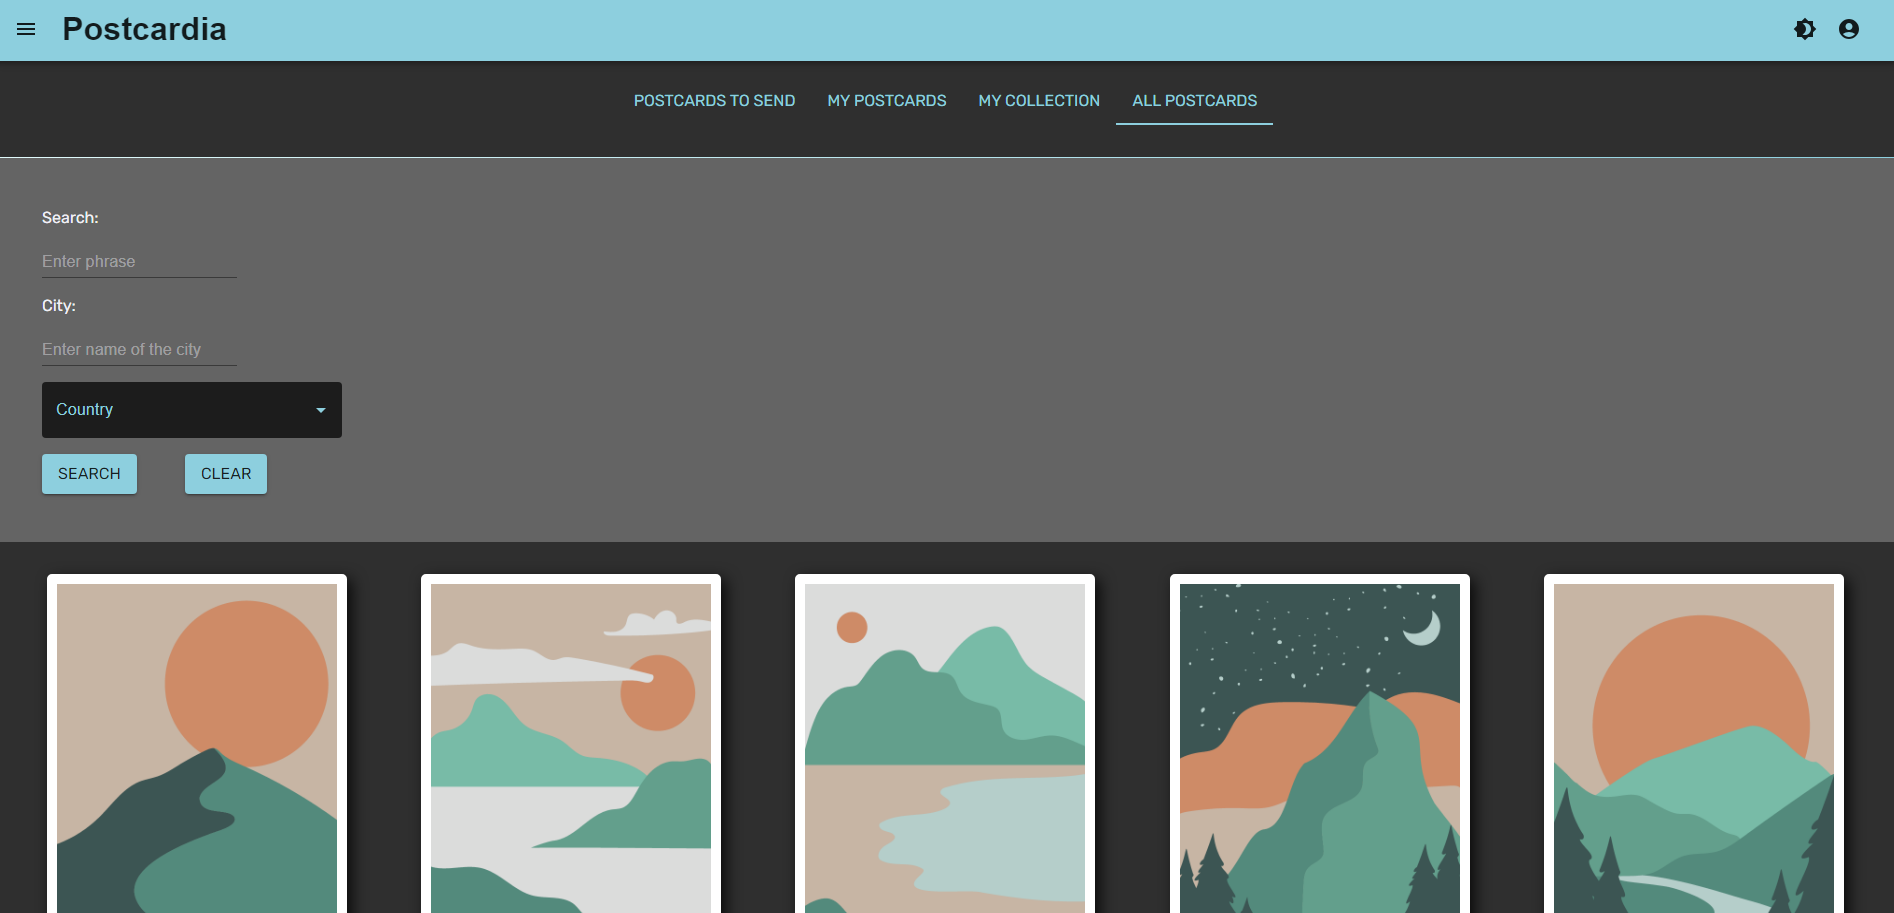 Postcardia
POSTCARDS TO SEND MY POSTCARDS MY COLLECTION ALL POSTCARDS
Search:
Enter phrase
City:
Enter name of the city
Country
SEARCH CLEAR